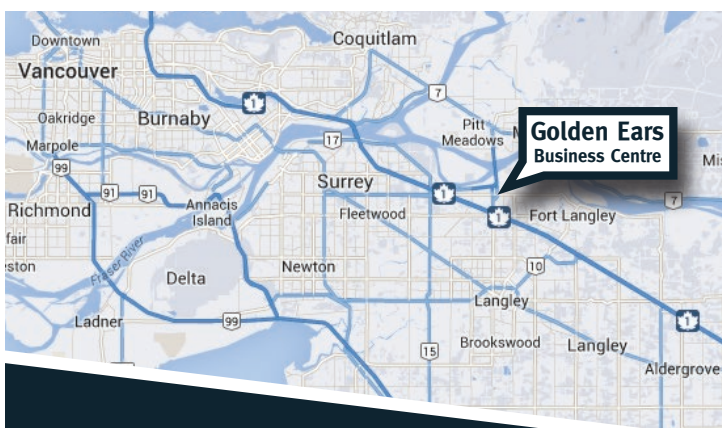 Downtown
Vancouver
Coquitlam
1
7
Oakridge
Burnaby
Pitt
Meadows
Golden Ears
Business Centre
Marpole
17
99
91
91
Surrey
1
7
Richmond
Annacis
Island
Fleetwood
1
Fort Langley
Fraser River
Delta
Newton
10
Langley
Ladner
99
1
15
Brookswood
Langley
Aldergrove